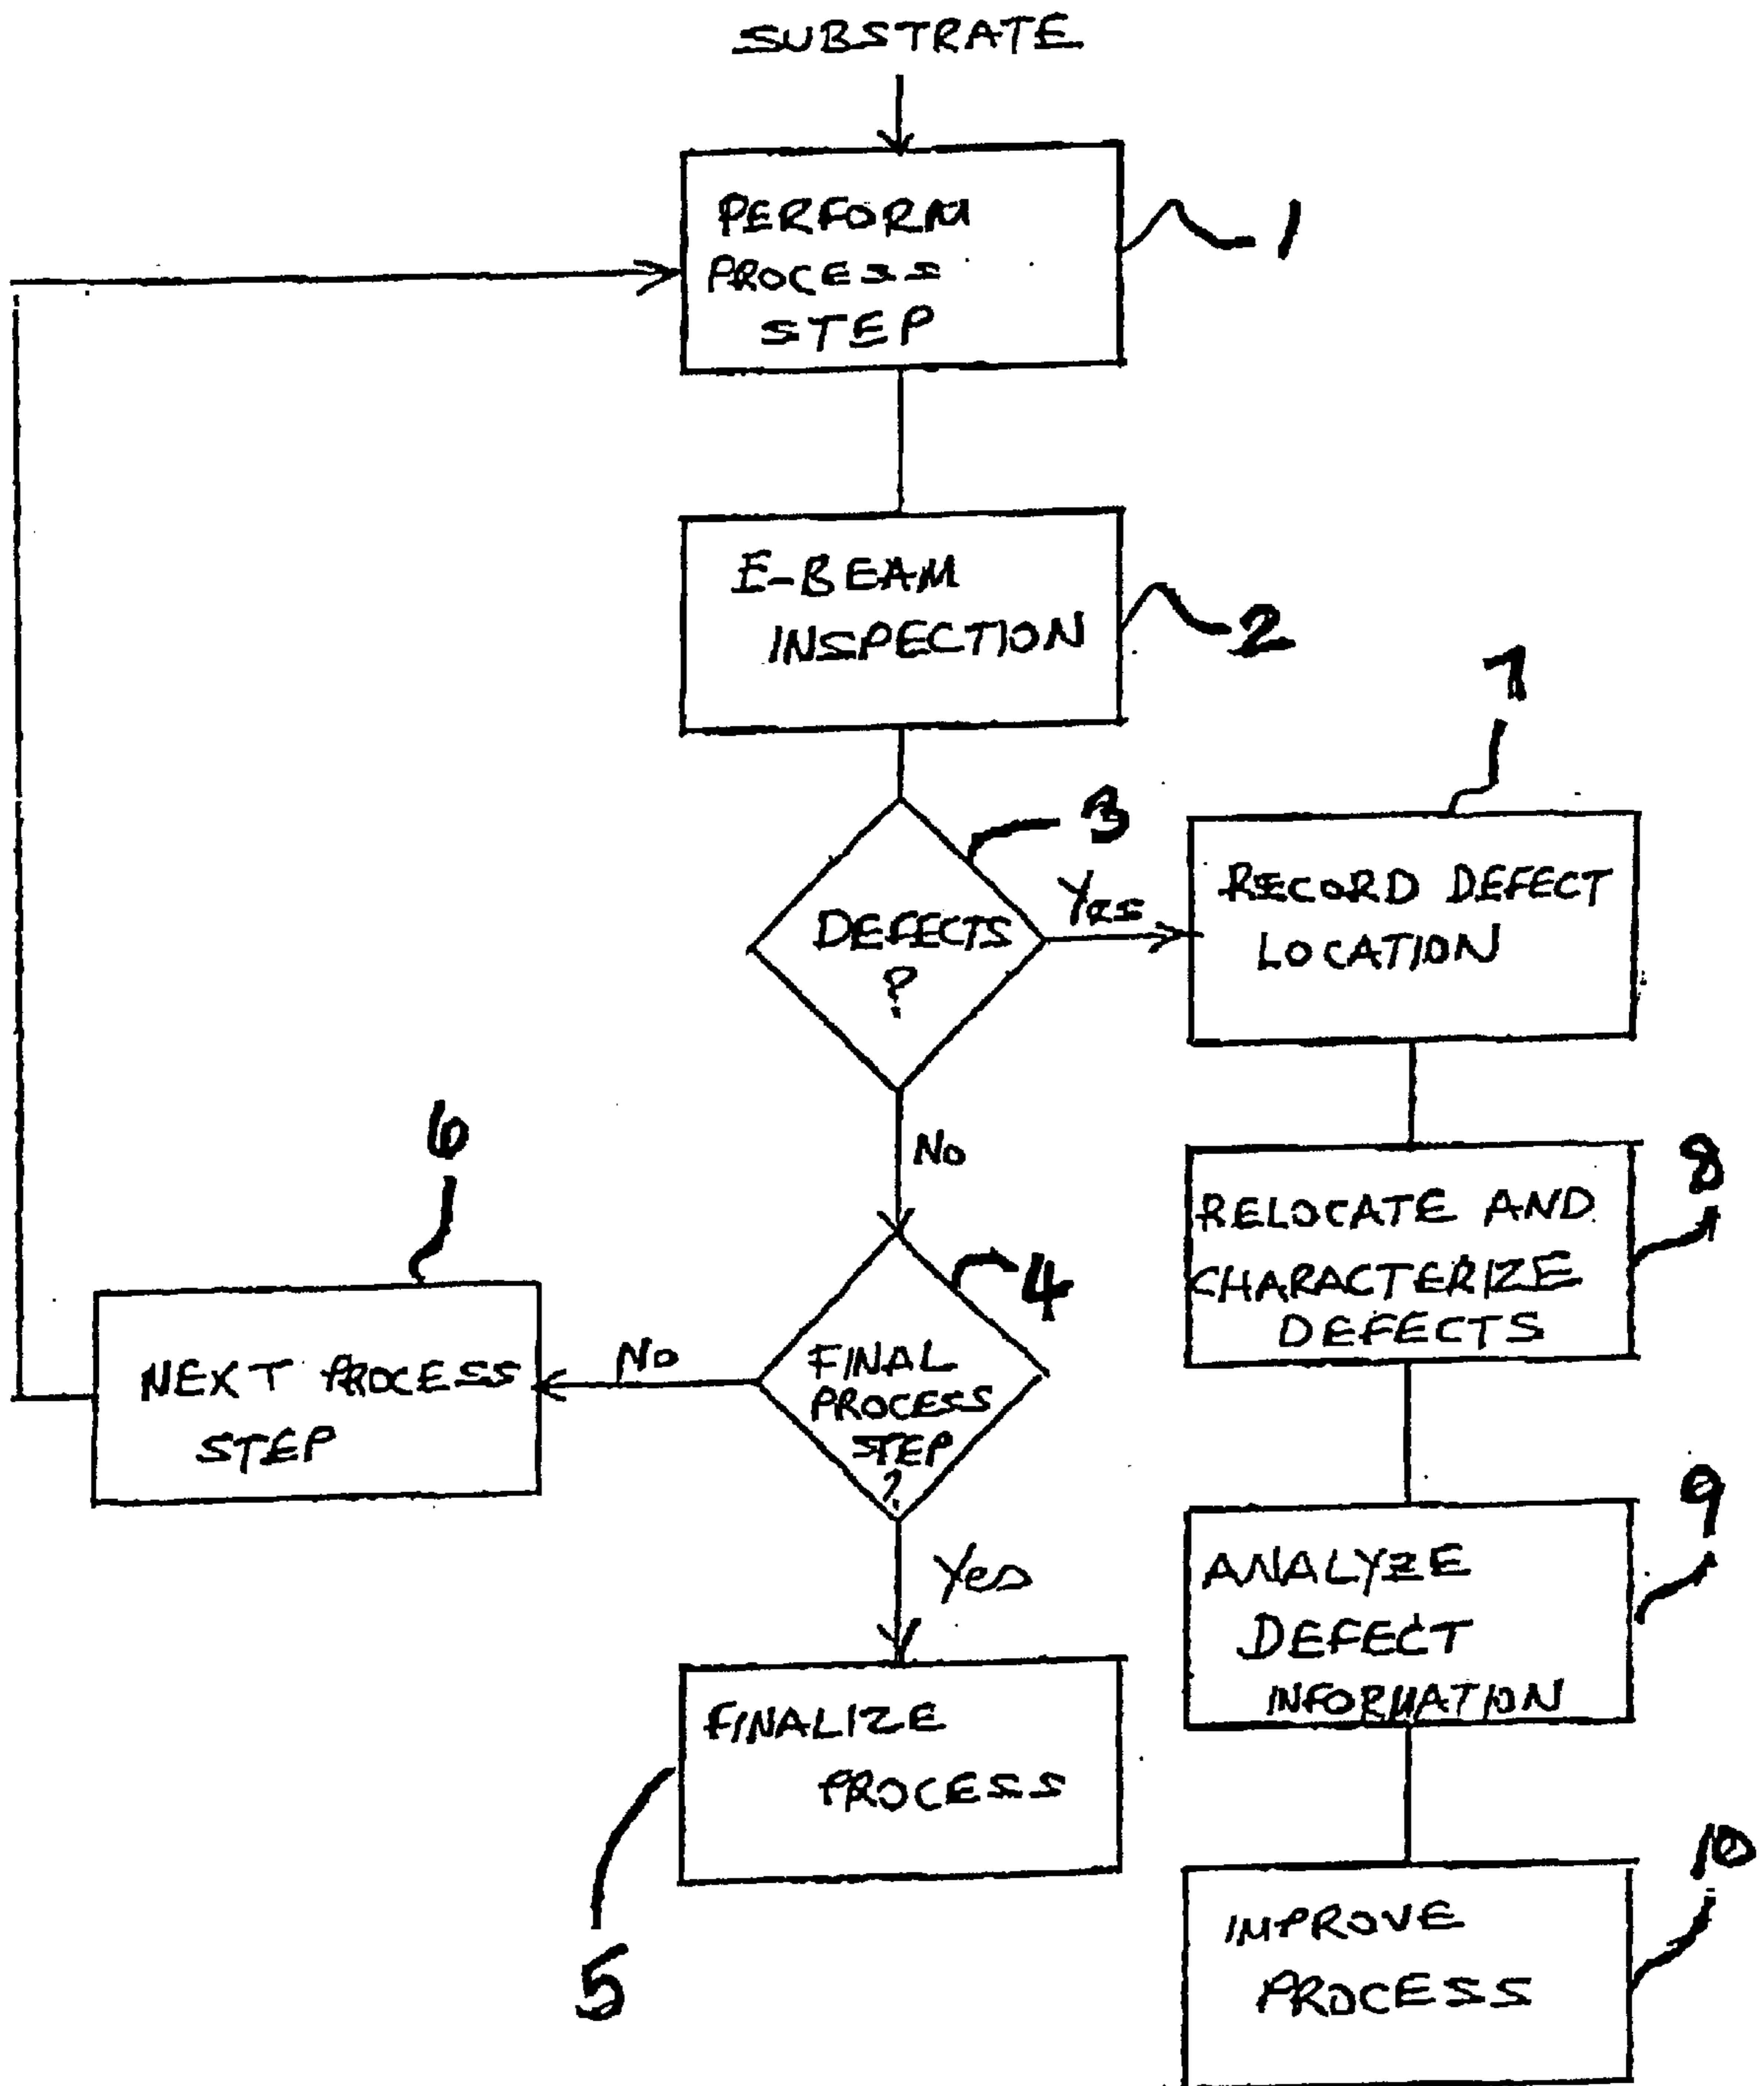 SUBSTRATE
PERFORM
PROCESS
STEP
1
E-BEAM
INSPECTION
2
3
DEFECTS
?
Yes
7
RECORD DEFECT
LOCATION
No
RELOCATE AND
CHARACTERIZE
DEFECTS
8
4
FINAL
PROCESS
STEP
?
No
6
NEXT PROCESS
STEP
Yes
ANALYZE
DEFECT
INFORMATION
9
FINALIZE
PROCESS
5
IMPROVE
PROCESS
10